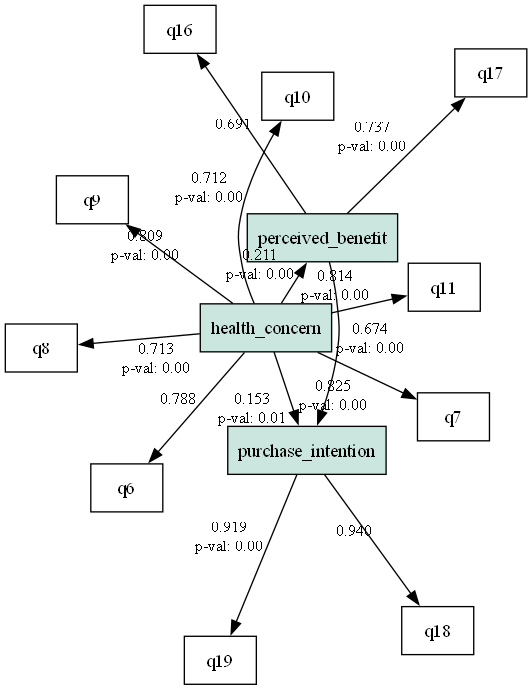 q16
q17
q10
0.691
0.737
p-val: 0.00
0.712
p-val: 0.00
q9
0.809
p-val: 0.00
perceived_benefit
0.211
p-val: 0.00
0.814
p-val: 0.00
q11
health_concern
q8
0.713
p-val: 0.00
0.674
p-val: 0.00
0.788
0.153
p-val: 0.01
0.825
p-val: 0.00
q7
purchase_intention
q6
0.919
p-val: 0.00
0.940
q18
q19